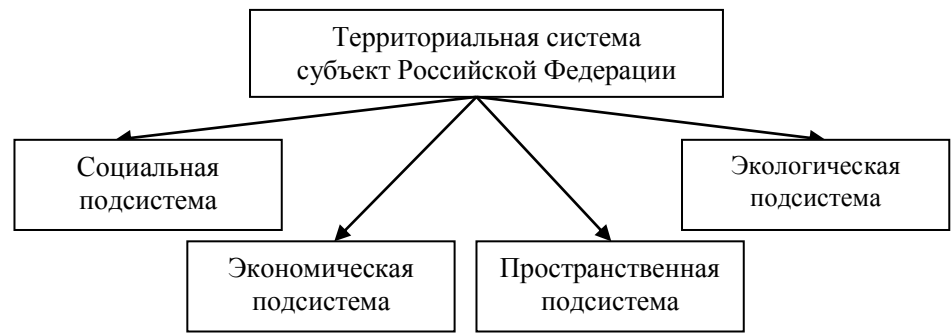 Территориальная система
субъект Российской Федерации
Социальная
подсистема
Экологическая
подсистема
Экономическая
подсистема
Пространственная
подсистема